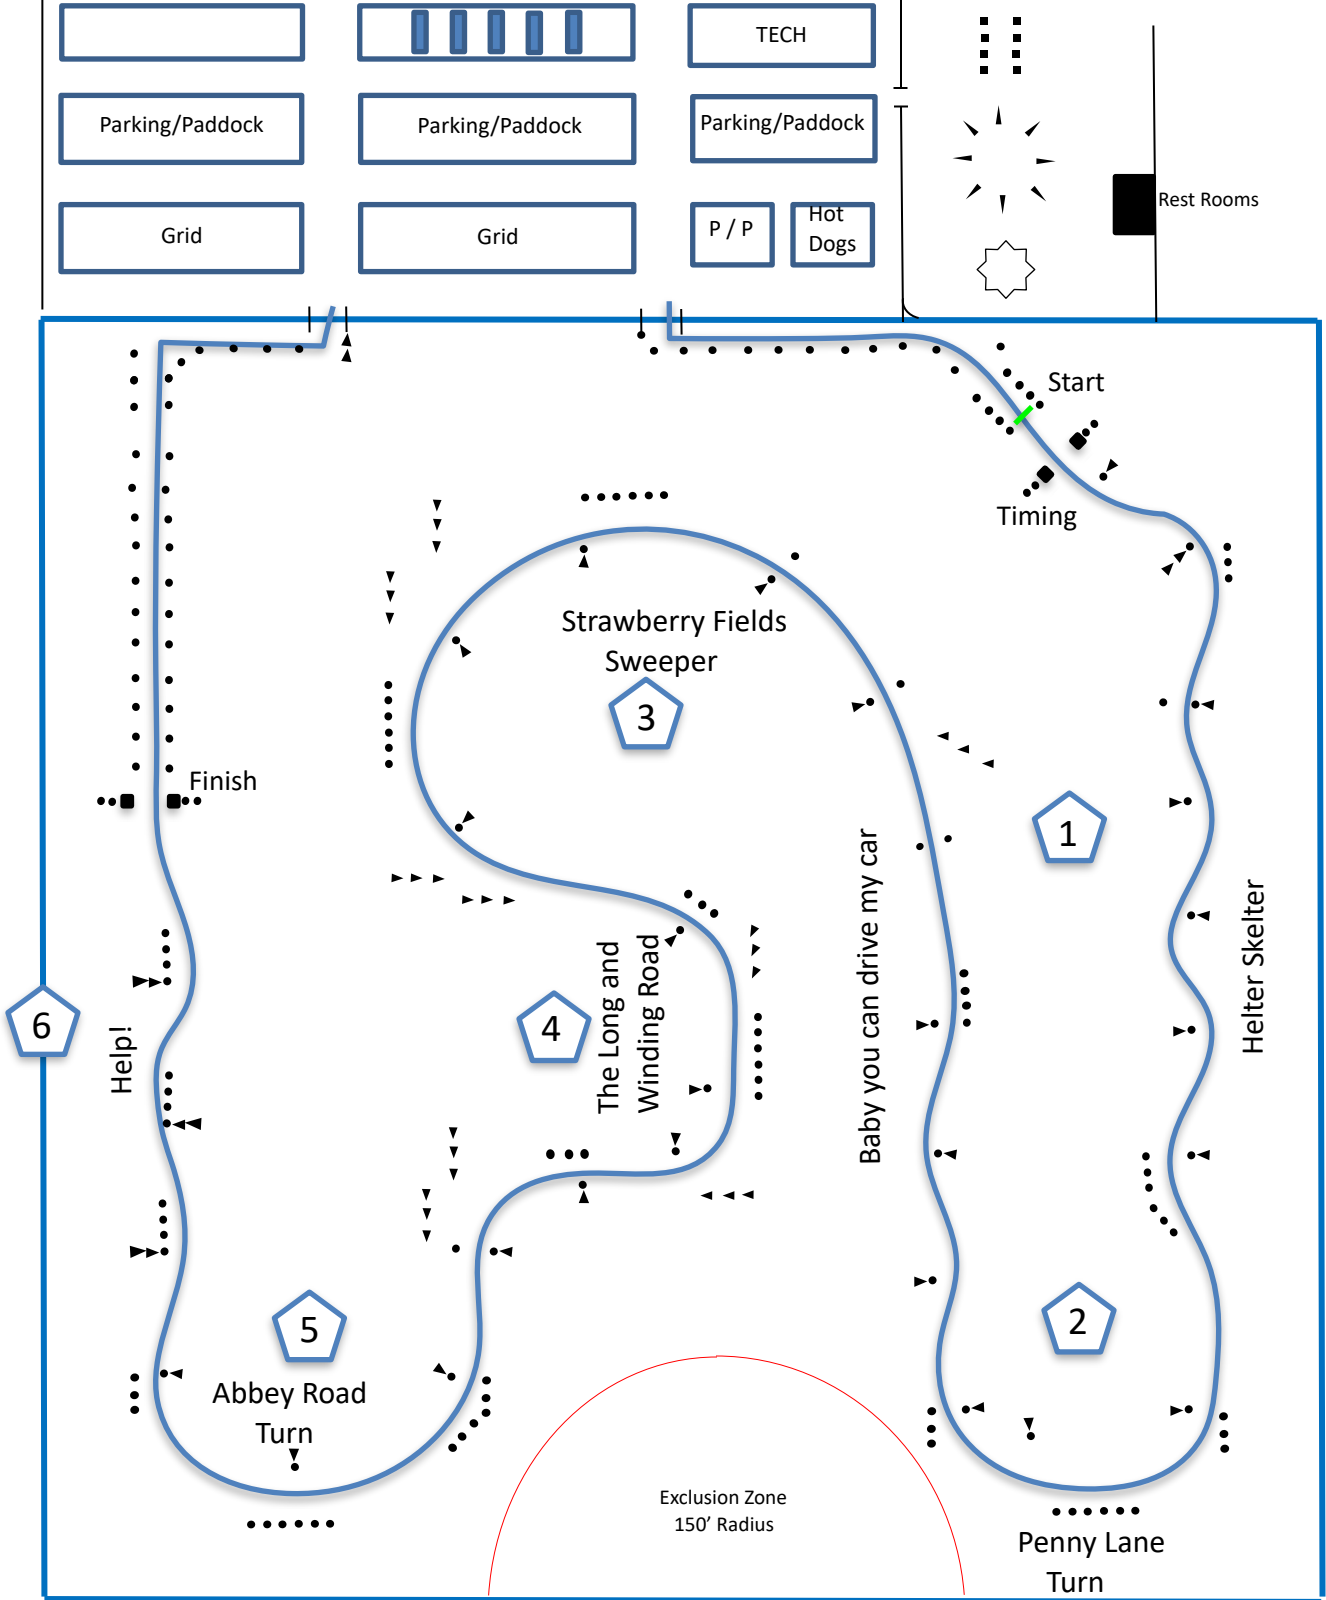 TECH
Parking/Paddock
Parking/Paddock
Parking/Paddock
Rest Rooms
Grid
Grid
P / P
Hot
Dogs
Start
Timing
Strawberry Fields
Sweeper
3
Finish
1
Baby you can drive my car
Helter Skelter
The Long and
Winding Road
4
6
Help!
5
2
Abbey Road
Turn
Exclusion Zone
150’ Radius
Penny Lane
Turn